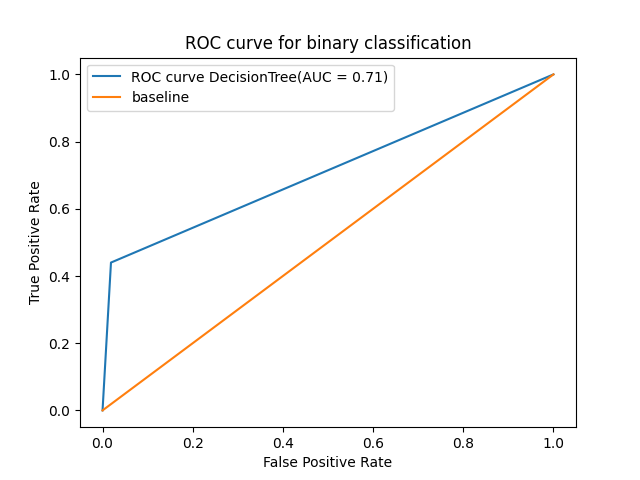 ROC curve for binary classification
ROC curve DecisionTree(AUC = 0.71)
baseline
True Positive Rate
1.0
0.8
0.6
0.4
0.2
0.0
0.0 0.2 0.4 0.6 0.8 1.0
False Positive Rate